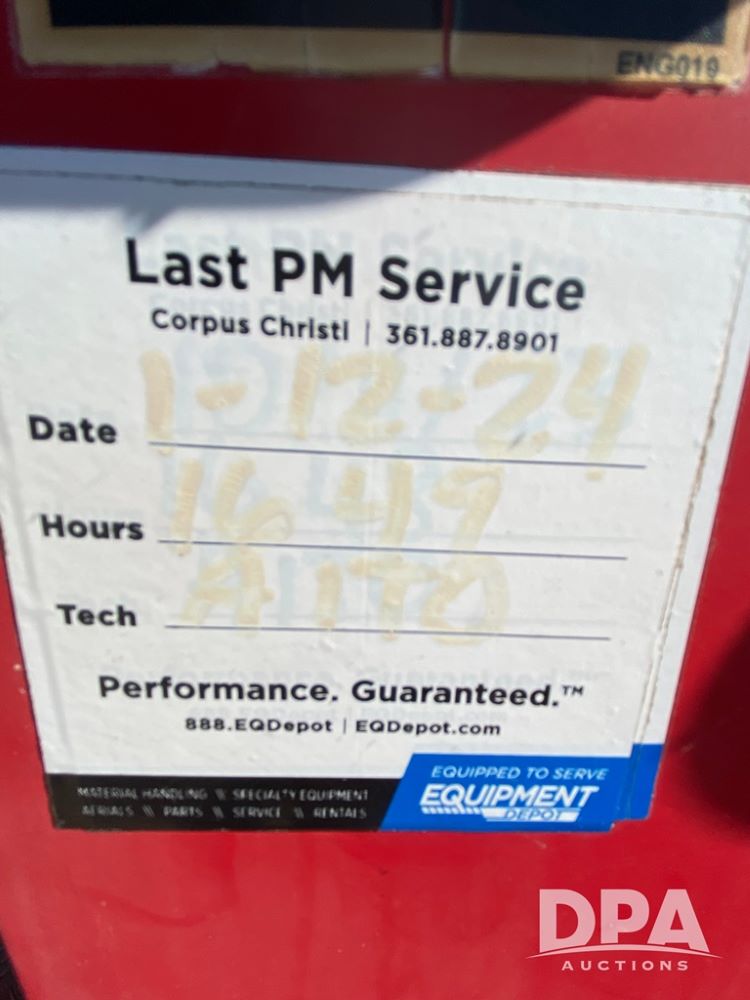 ENG019
Last PM Service
Corpus Christi | 361.887.8901
Date 1-12-24
Hours 1647
Tech
Performance. Guaranteed.™
888.EQDepot | EQDepot.com
MATERIAL HANDLING \\ SPECIALTY EQUIPMENT
AERIALS \\ PARTS \\ SERVICE \\ RENTALS
EQUIPPED TO SERVE
EQUIPMENT
DEPOT
DPA
AUCTIONS